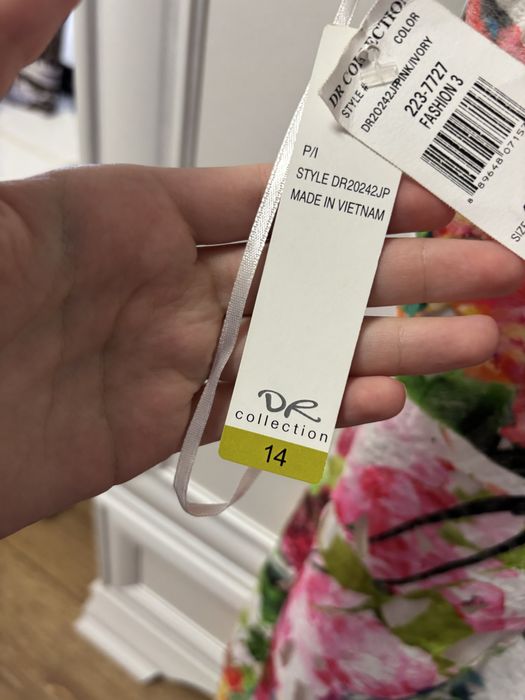 DR COLLECTION
STYLE # COLOR
DR20242JP PINK/IVORY
223-7727
FASHION 3
SIZE
P/I
STYLE DR20242JP
MADE IN VIETNAM
DR
collection
14